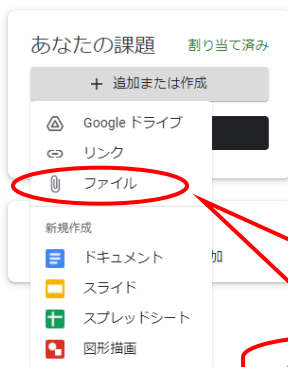 あなたの課題 割り当て済み
＋ 追加または作成
Google ドライブ
リンク
ファイル
新規作成
ドキュメント
加
スライド
スプレッドシート
図形描画